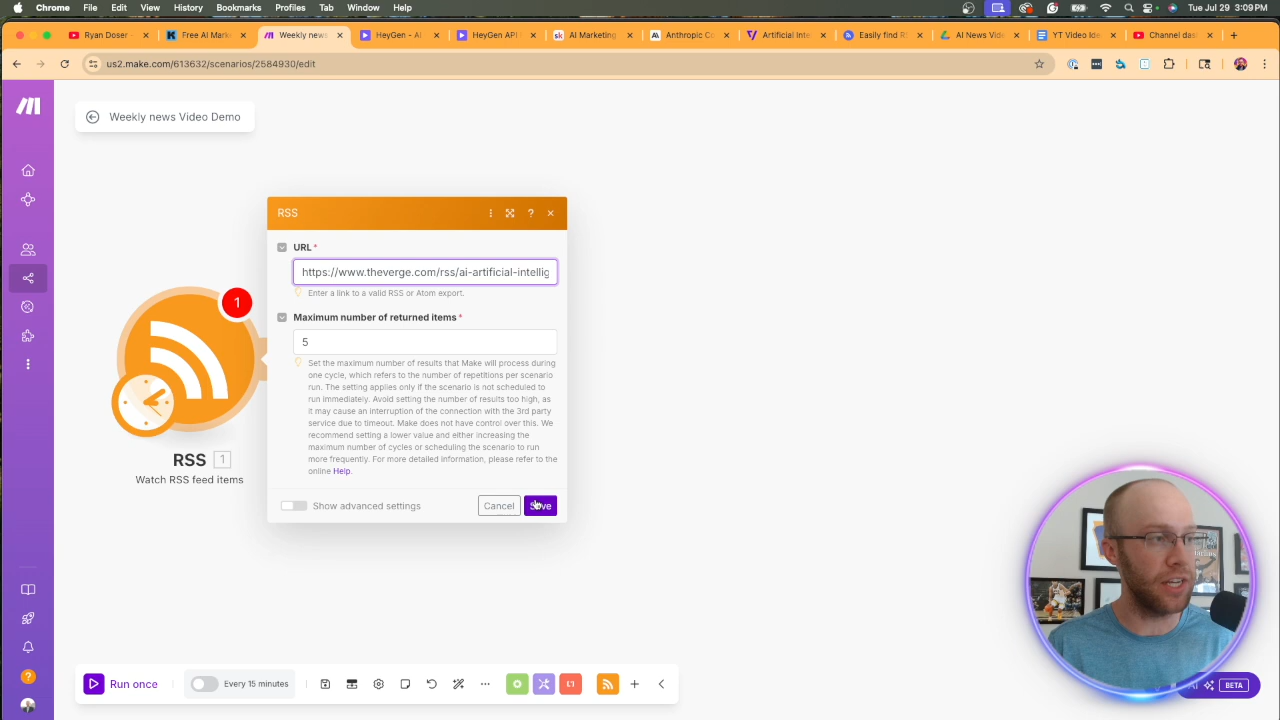 Chrome File Edit View History Bookmarks Profiles Tab Window Help
Tue Jul 29 3:09 PM
Ryan Doser -
Free AI Mark
Weekly news
HeyGen - AI
HeyGen API
AI Marketing
Anthropic Co
Artificial Inte
Easily find R
AI News Vide
YT Video Ide
Channel das
us2.make.com/613632/scenarios/2584930/edit
Weekly news Video Demo
RSS
URL *
https://www.theverge.com/rss/ai-artificial-intellig
Enter a link to a valid RSS or Atom export.
Maximum number of returned items *
5
Set the maximum number of results that Make will process during
one cycle, which refers to the number of repetitions per scenario
run. The setting applies only if the scenario is not scheduled to
run immediately. Avoid setting the number of results too high, as
it may cause an interruption of the connection with the 3rd party
service due to timeout. Make does not have control over this. We
recommend setting a lower value and either increasing the
maximum number of cycles or scheduling the scenario to run
more frequently. For more detailed information, please refer to the
online Help.
Show advanced settings
Cancel
Save
1
RSS 1
Watch RSS feed items
Run once
Every 15 minutes
BETA